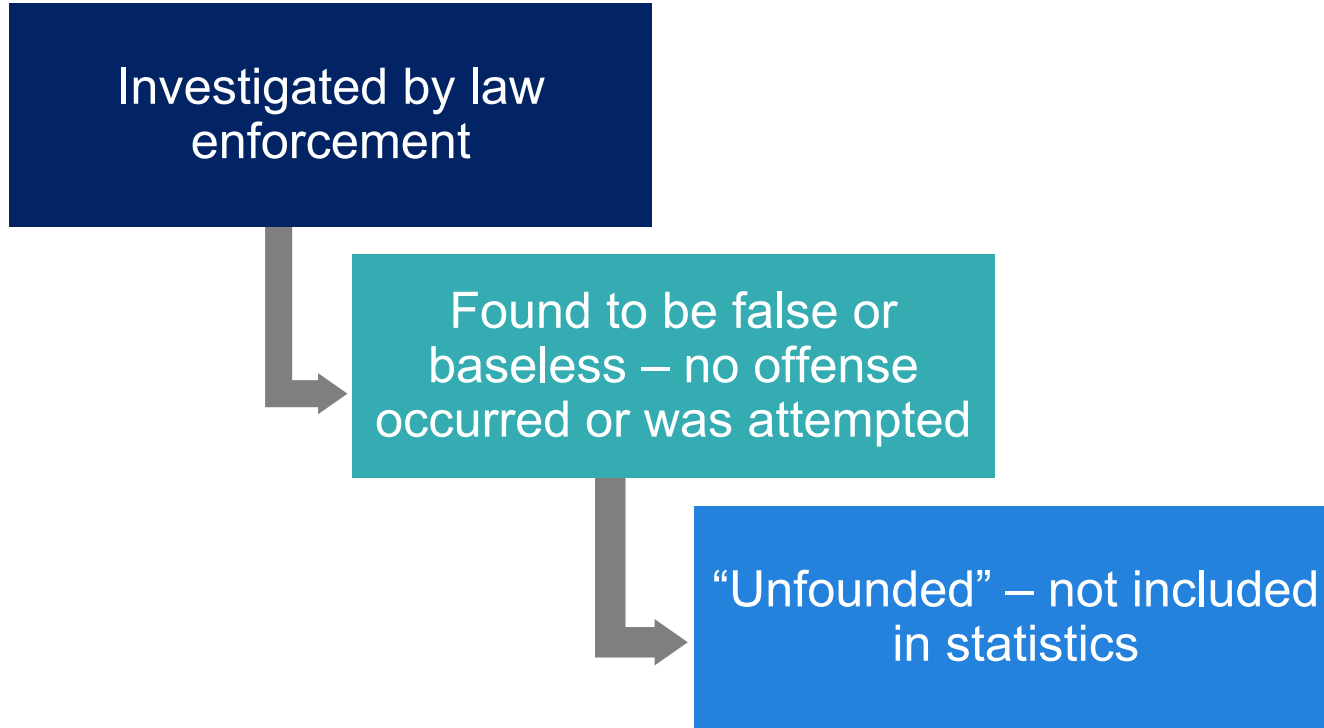 Investigated by law
enforcement
Found to be false or
baseless – no offense
occurred or was attempted
“Unfounded” – not included
in statistics